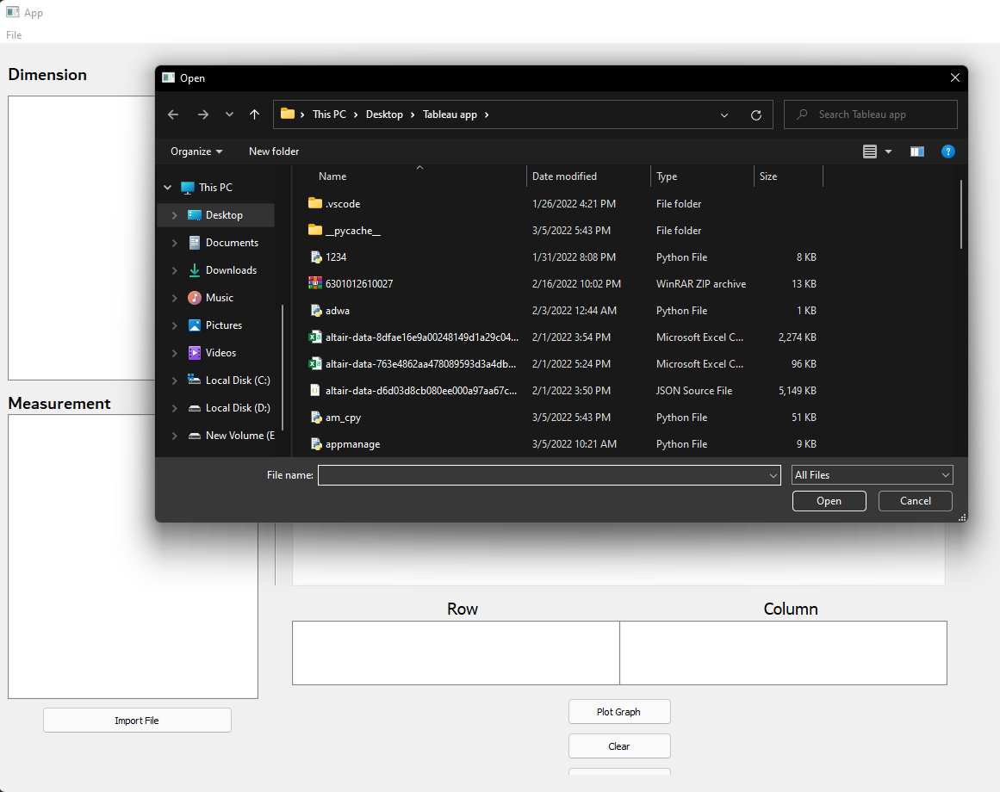 App
File
Dimension
Open
This PC > Desktop > Tableau app >
Search Tableau app
Organize
New folder
?
Name Date modified Type Size
This PC
Desktop
Documents
Downloads
Music
Pictures
Videos
Local Disk (C:)
Local Disk (D:)
New Volume (E
.vscode 1/26/2022 4:21 PM File folder
__pycache__ 3/5/2022 5:43 PM File folder
1234 1/31/2022 8:08 PM Python File 8 KB
6301012610027 2/16/2022 10:02 PM WinRAR ZIP archive 13 KB
adwa 2/3/2022 12:44 AM Python File 1 KB
altair-data-8dfae16e9a00248149d1a29c04... 2/1/2022 3:54 PM Microsoft Excel C... 2,274 KB
altair-data-763e4862aa478089593d3a4db... 2/1/2022 5:24 PM Microsoft Excel C... 96 KB
altair-data-d6d03d8cb080ee000a97aa67c... 2/1/2022 3:50 PM JSON Source File 5,149 KB
am_cpy 3/5/2022 5:43 PM Python File 51 KB
appmanage 3/5/2022 10:21 AM Python File 9 KB
File name:
All Files
Open
Cancel
Measurement
Import File
Row
Column
Plot Graph
Clear